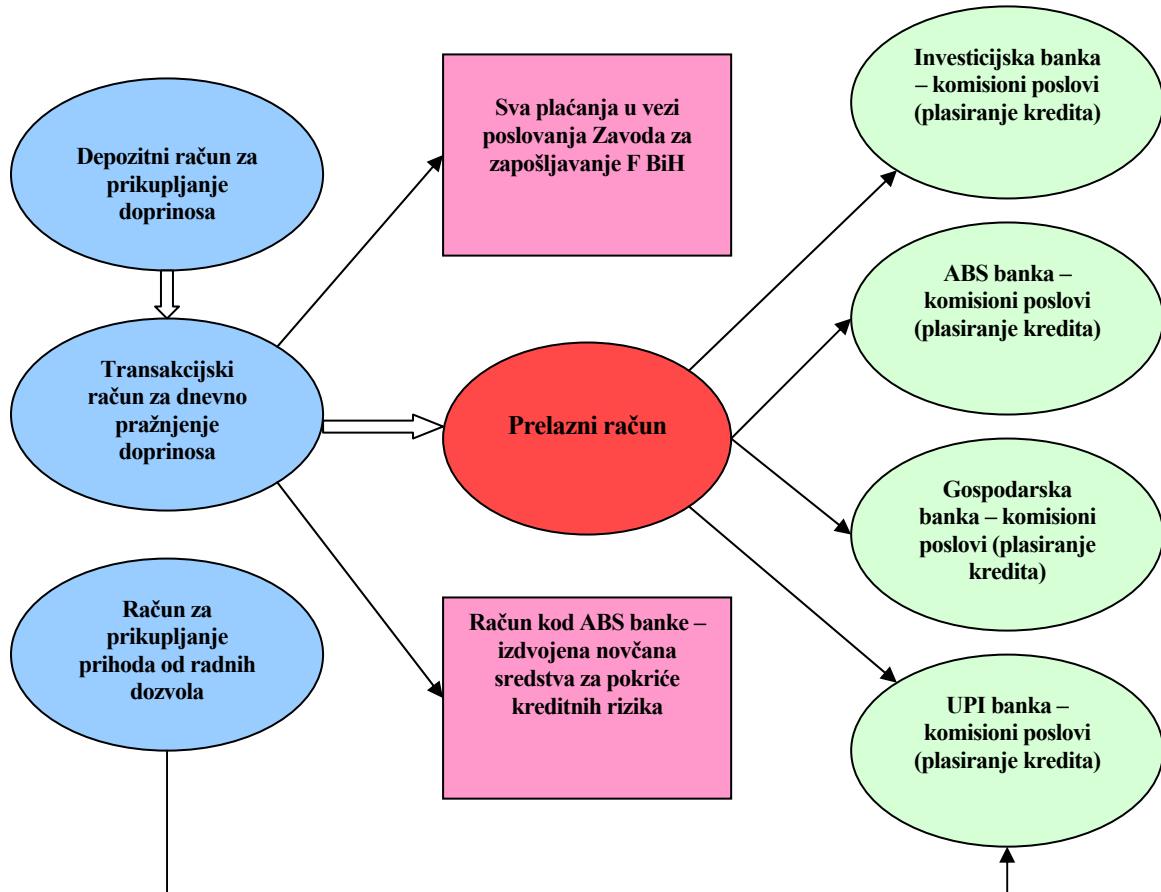 Depozitni račun za
prikupljanje
doprinosa
Transakcijski
račun za dnevno
pražnjenje
doprinosa
Račun za
prikupljanje
prihoda od radnih
dozvola
Sva plaćanja u vezi
poslovanja Zavoda za
zapošljavanje F BiH
Prelazni račun
Račun kod ABS banke –
izdvojena novčana
sredstva za pokriće
kreditnih rizika
Investicijska banka
– komisioni poslovi
(plasiranje kredita)
ABS banka –
komisioni poslovi
(plasiranje kredita)
Gospodarska
banka – komisioni
poslovi (plasiranje
kredita)
UPI banka –
komisioni poslovi
(plasiranje kredita)